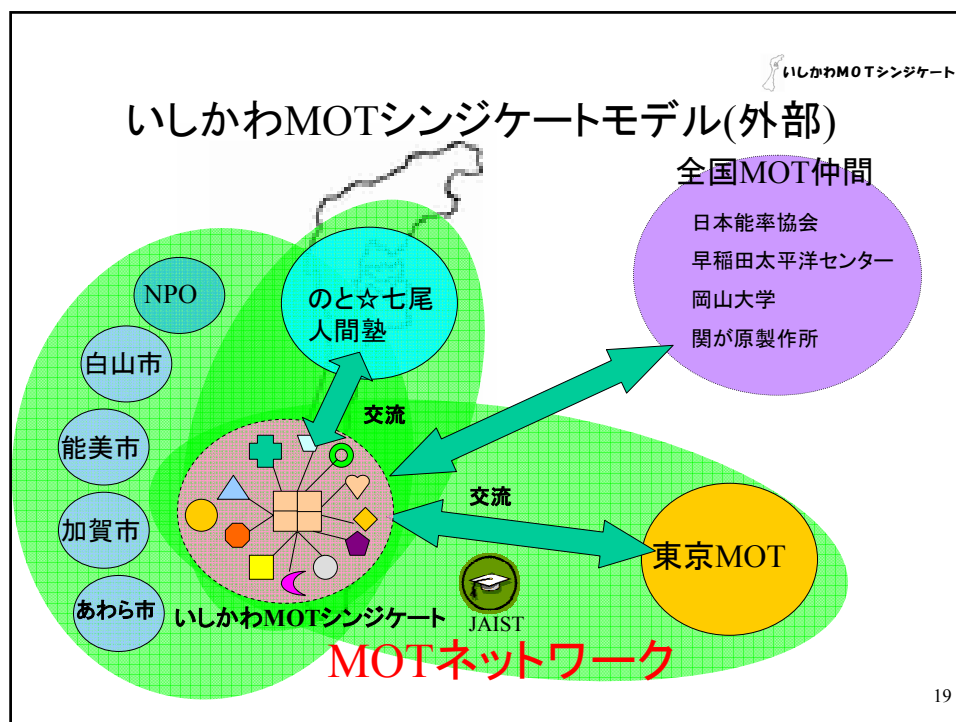 いしかわMOTシンジケート
いしかわMOTシンジケートモデル(外部)
全国MOT仲間
日本能率協会
早稲田太平洋センター
岡山大学
関が原製作所
NPO
白山市
能美市
加賀市
あわら市
のと☆七尾
人間塾
交流
交流
東京MOT
いしかわMOTシンジケート
JAIST
MOTネットワーク
19